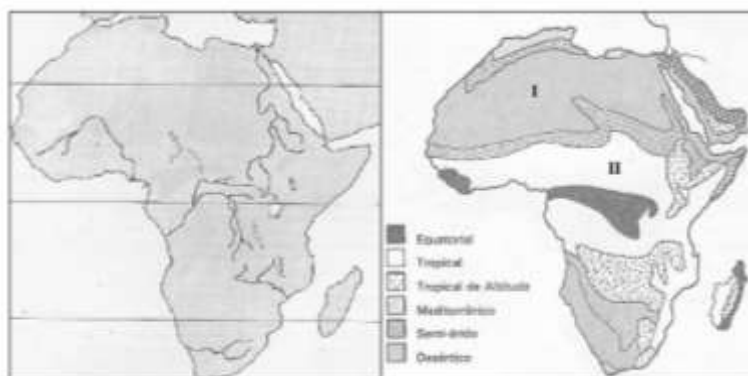 I
II
Equatorial
Tropical
Tropical de Altitude
Mediterrânico
Semi-árido
Desértico